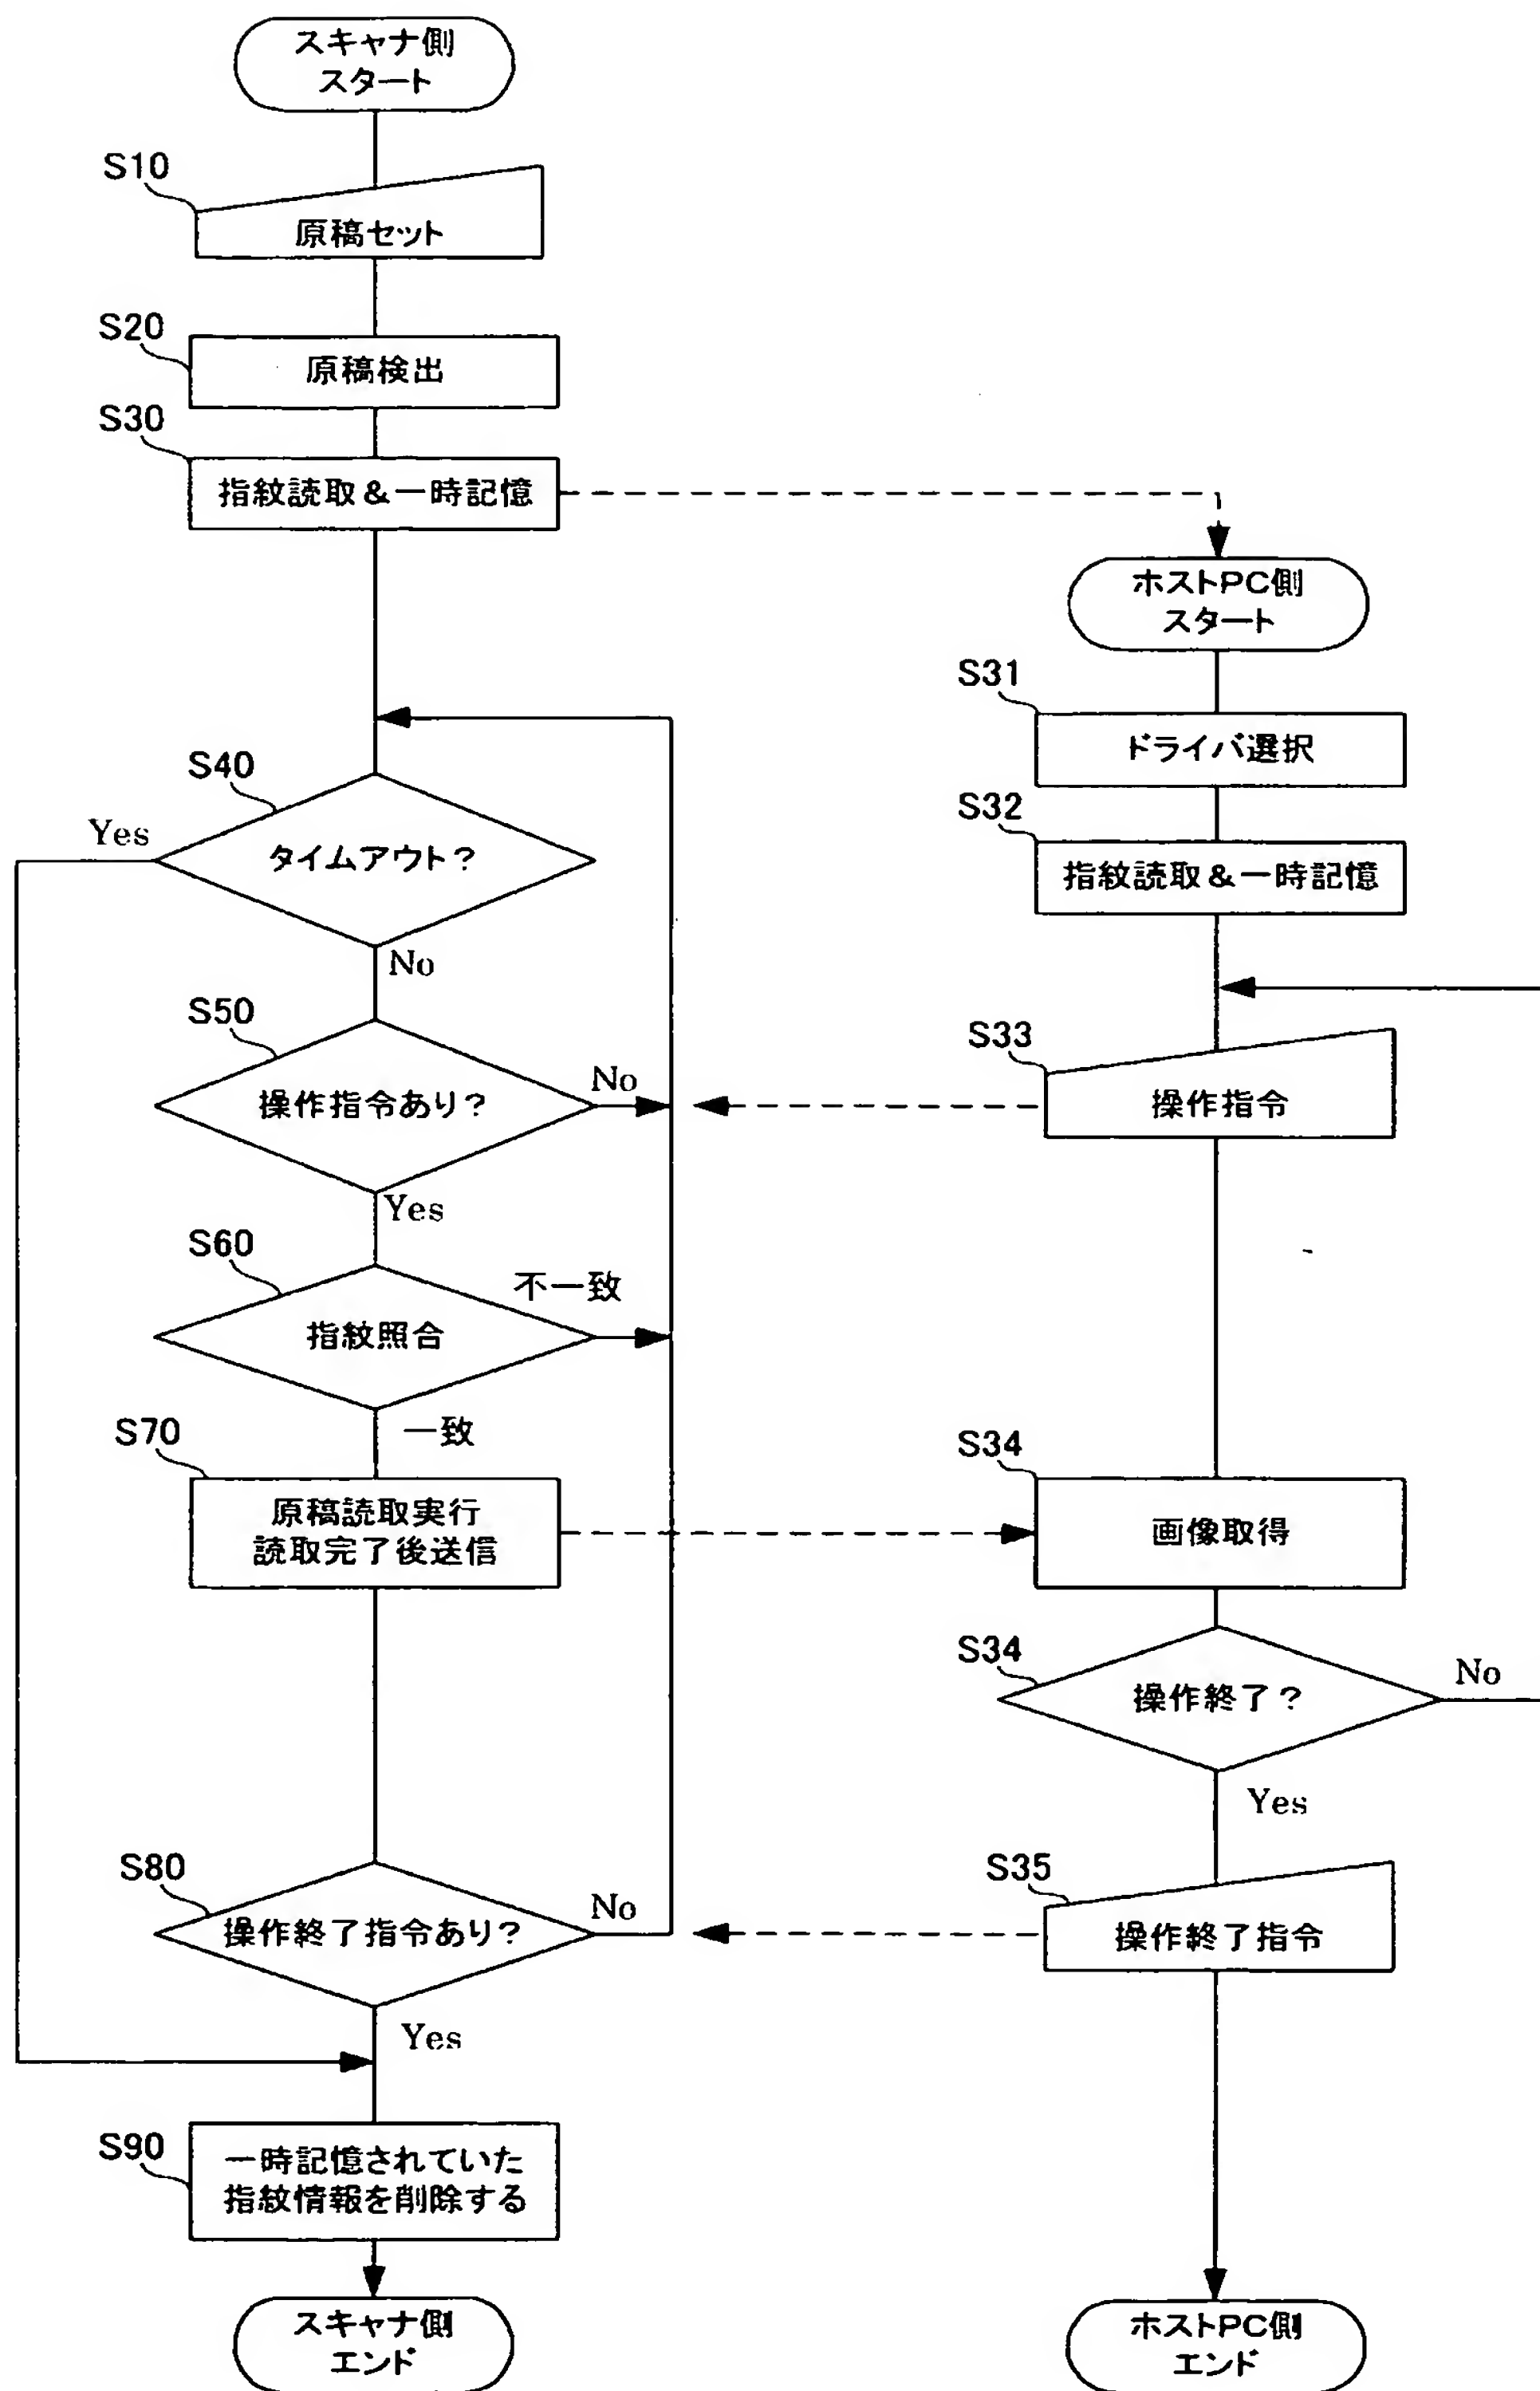 スキャナ側
スタート
S10
原稿セット
S20
原稿検出
S30
指紋読取&一時記憶
ホストPC側
スタート
S31
ドライバ選択
S32
指紋読取&一時記憶
S40
タイムアウト?
Yes
No
S50
操作指令あり?
No
Yes
S33
操作指令
S60
指紋照合
不一致
一致
S70
原稿読取実行
読取完了後送信
S34
画像取得
S34
操作終了?
No
Yes
S80
操作終了指令あり?
No
Yes
S35
操作終了指令
S90
一時記憶されていた
指紋情報を削除する
スキャナ側
エンド
ホストPC側
エンド